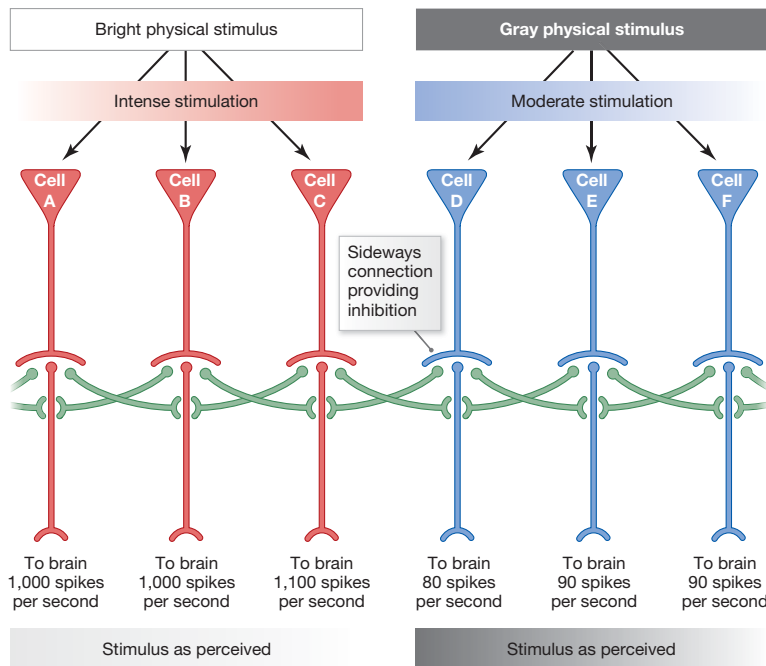 Bright physical stimulus
Gray physical stimulus
Intense stimulation
Moderate stimulation
Cell
A
Cell
B
Cell
C
Cell
D
Cell
E
Cell
F
Sideways
connection
providing
inhibition
To brain
1,000 spikes
per second
To brain
1,000 spikes
per second
To brain
1,100 spikes
per second
To brain
80 spikes
per second
To brain
90 spikes
per second
To brain
90 spikes
per second
Stimulus as perceived
Stimulus as perceived